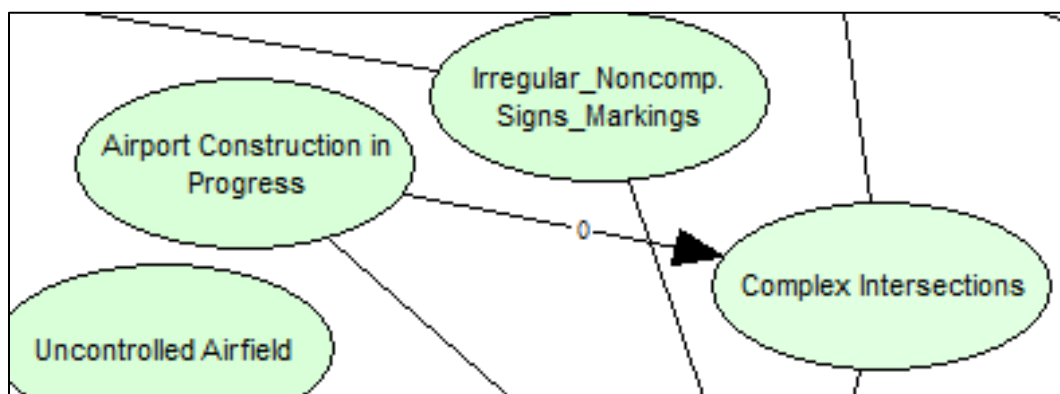 Irregular_Noncomp.
Signs_Markings
Airport Construction in
Progress
0
Complex Intersections
Uncontrolled Airfield